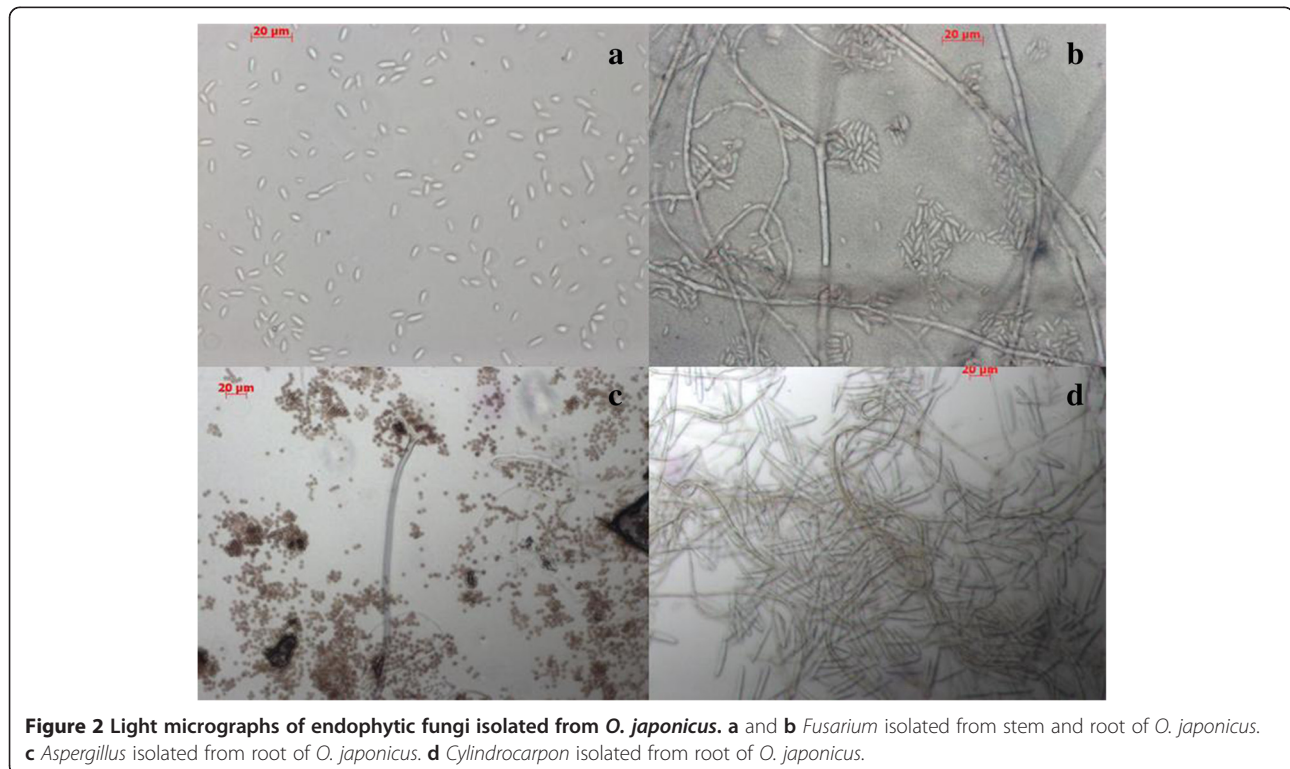 20 µm
a
20 µm
b
20 µm
c
20 µm
d
Figure 2 Light micrographs of endophytic fungi isolated from O. japonicus. a and b Fusarium isolated from stem and root of O. japonicus.
c Aspergillus isolated from root of O. japonicus. d Cylindrocarpon isolated from root of O. japonicus.